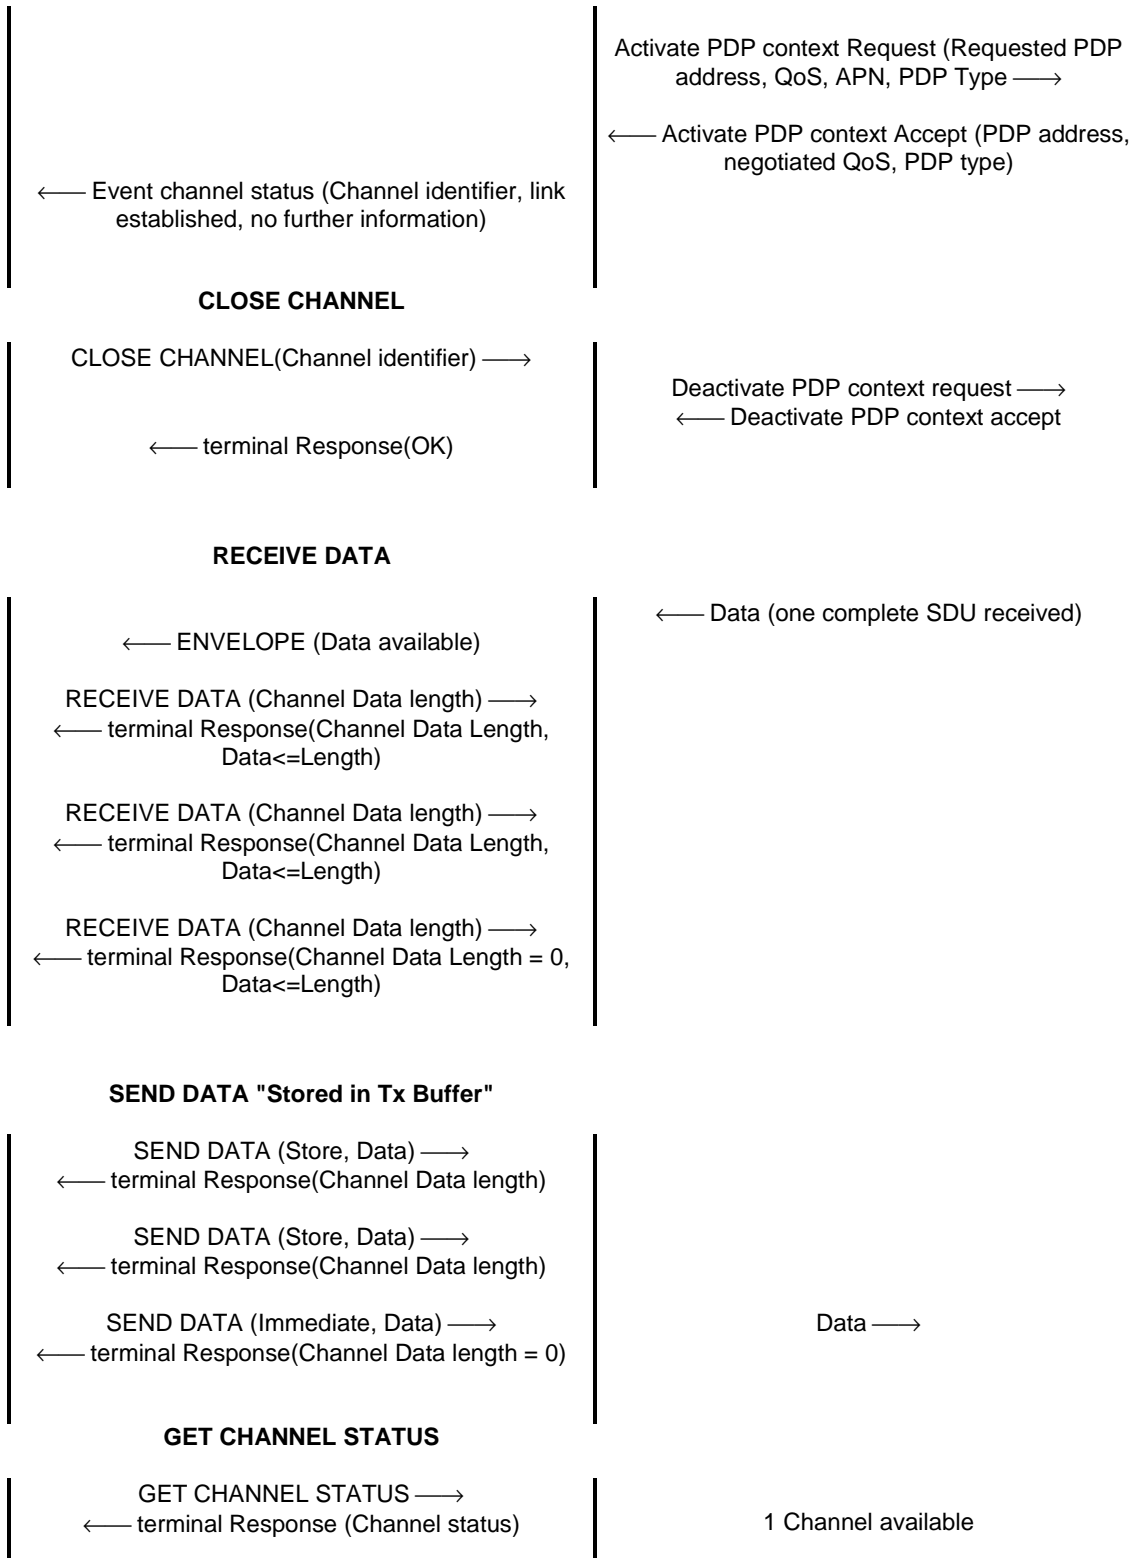 Activate PDP context Request (Requested PDP
address, QoS, APN, PDP Type ⟶
⟵ Activate PDP context Accept (PDP address,
negotiated QoS, PDP type)
⟵ Event channel status (Channel identifier, link
established, no further information)
CLOSE CHANNEL
CLOSE CHANNEL(Channel identifier) ⟶
Deactivate PDP context request ⟶
⟵ Deactivate PDP context accept
⟵ terminal Response(OK)
RECEIVE DATA
⟵ Data (one complete SDU received)
⟵ ENVELOPE (Data available)
RECEIVE DATA (Channel Data length) ⟶
⟵ terminal Response(Channel Data Length,
Data<=Length)
RECEIVE DATA (Channel Data length) ⟶
⟵ terminal Response(Channel Data Length,
Data<=Length)
RECEIVE DATA (Channel Data length) ⟶
⟵ terminal Response(Channel Data Length = 0,
Data<=Length)
SEND DATA "Stored in Tx Buffer"
SEND DATA (Store, Data) ⟶
⟵ terminal Response(Channel Data length)
SEND DATA (Store, Data) ⟶
⟵ terminal Response(Channel Data length)
SEND DATA (Immediate, Data) ⟶
Data ⟶
⟵ terminal Response(Channel Data length = 0)
GET CHANNEL STATUS
GET CHANNEL STATUS ⟶
⟵ terminal Response (Channel status)
1 Channel available